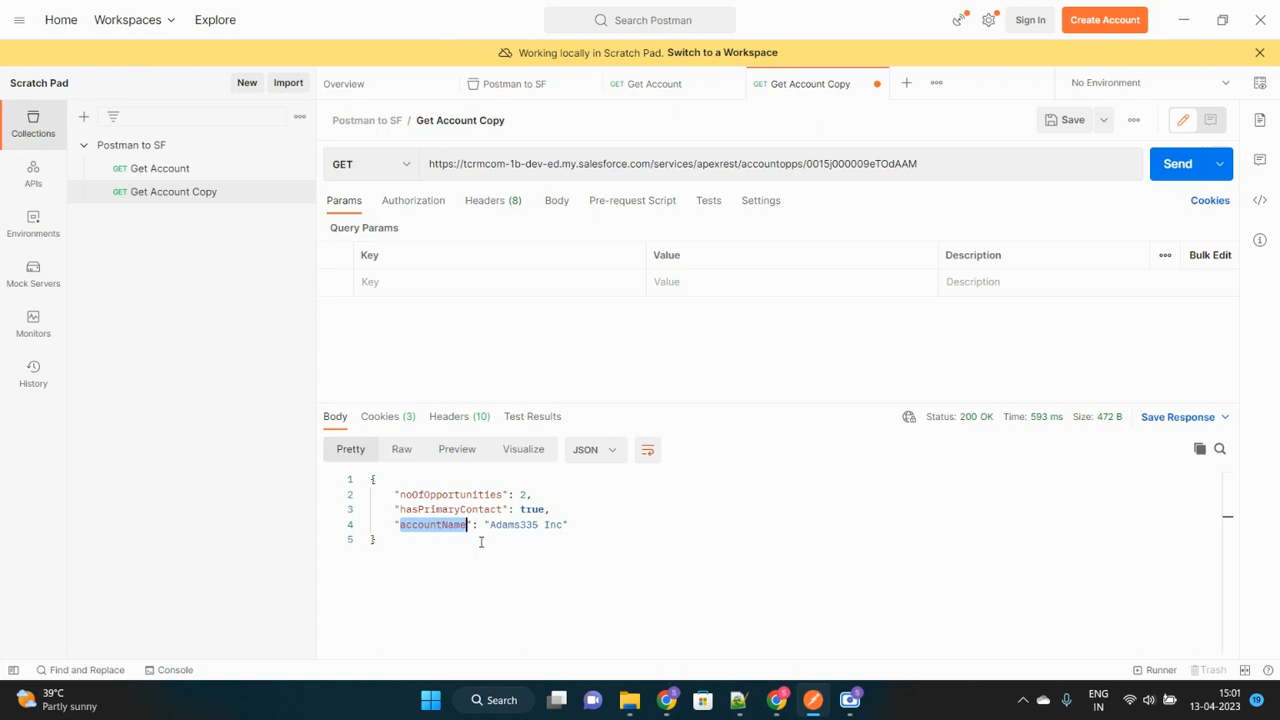 Home Workspaces Explore Search Postman Sign In Create Account
Working locally in Scratch Pad. Switch to a Workspace
Scratch Pad New Import
Overview Postman to SF GET Get Account GET Get Account Copy No Environment
Collections
APIs
Environments
Mock Servers
Monitors
History
Postman to SF
GET Get Account
GET Get Account Copy
Postman to SF / Get Account Copy Save
GET https://tcrmcom-1b-dev-ed.my.salesforce.com/services/apexrest/accountopps/0015j000009eTOdAAM Send
Params Authorization Headers (8) Body Pre-request Script Tests Settings Cookies
Query Params
Key Value Description Bulk Edit
Key Value Description
Body Cookies (3) Headers (10) Test Results Status: 200 OK Time: 593 ms Size: 472 B Save Response
Pretty Raw Preview Visualize JSON
1 {
2 "noOfOpportunities": 2,
3 "hasPrimaryContact": true,
4 "accountName": "Adams335 Inc"
5 }
Find and Replace Console Runner Trash
39°C
Partly sunny
Search
S
S
S
ENG
IN
15:01
13-04-2023
19